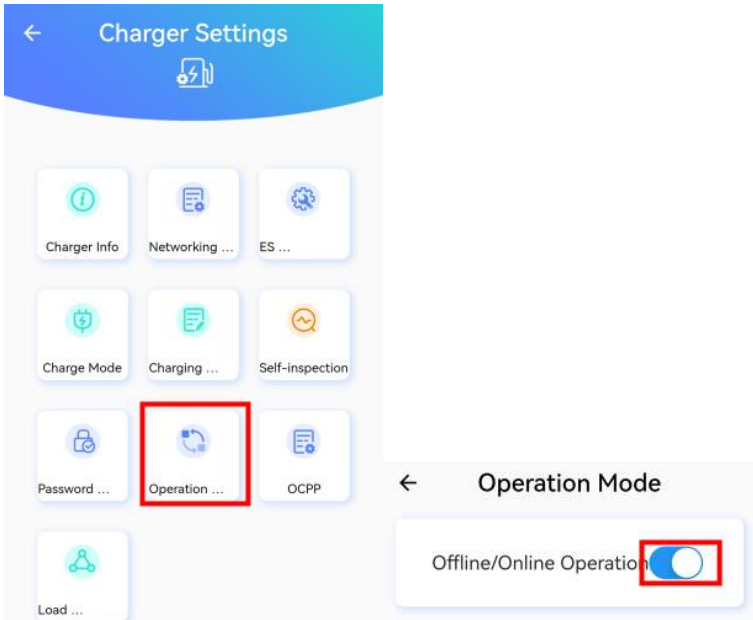 Charger Settings
Charger Info
Networking ...
ES ...
Charge Mode
Charging ...
Self-inspection
Password ...
Operation ...
OCPP
Load ...
Operation Mode
Offline/Online Operation